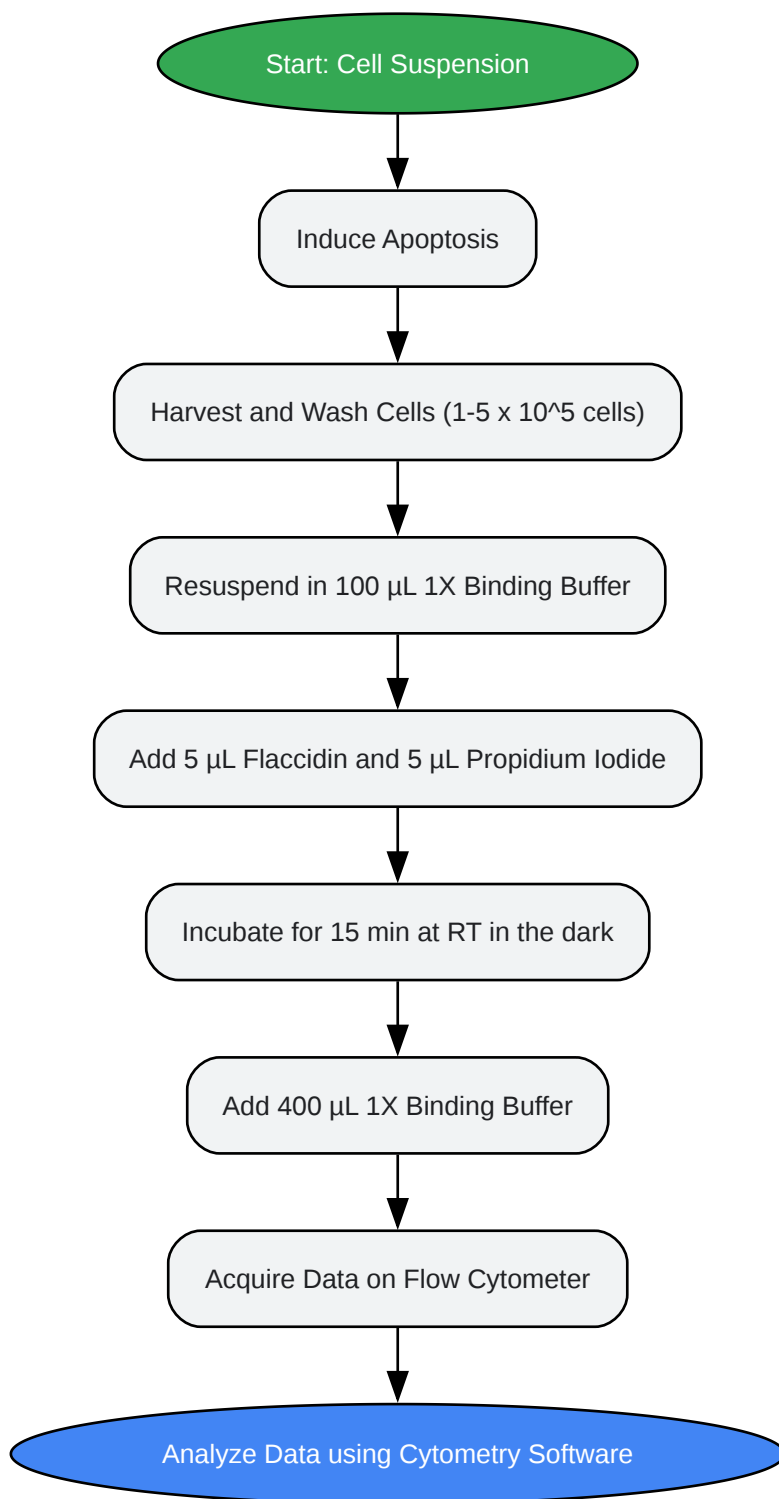 Start: Cell Suspension
Induce Apoptosis
Harvest and Wash Cells (1-5 x 10^5 cells)
Resuspend in 100 µL 1X Binding Buffer
Add 5 µL Flaccidin and 5 µL Propidium Iodide
Incubate for 15 min at RT in the dark
Add 400 µL 1X Binding Buffer
Acquire Data on Flow Cytometer
Analyze Data using Cytometry Software